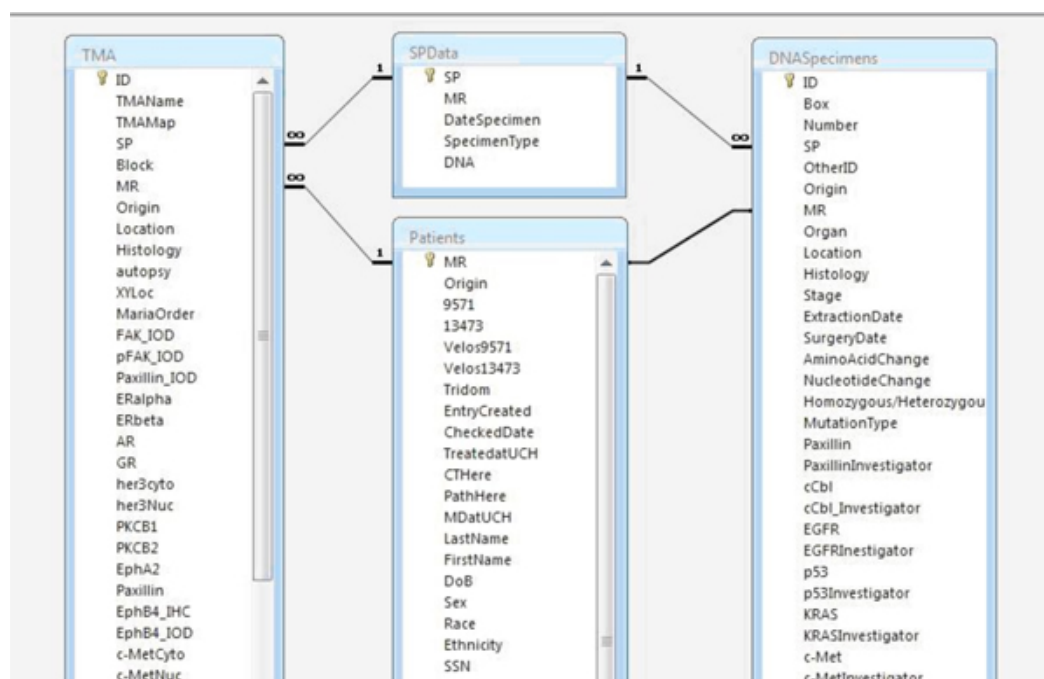 TMA
ID
TMAName
TMAMap
SP
Block
MR
Origin
Location
Histology
autopsy
XYLoc
MariaOrder
FAK_IOD
pFAK_IOD
Paxillin_IOD
ERalpha
ERbeta
AR
GR
her3cyto
her3Nuc
PKCB1
PKCB2
EphA2
Paxillin
EphB4_IHC
EphB4_IOD
c-MetCyto
c-MetNuc
1
∞
∞
1
SPData
SP
MR
DateSpecimen
SpecimenType
DNA
1
∞
Patients
MR
Origin
9571
13473
Velos9571
Velos13473
Tridom
EntryCreated
CheckedDate
TreatedatUCH
CTHere
PathHere
MDatUCH
LastName
FirstName
DoB
Sex
Race
Ethnicity
SSN
DNASpecimens
ID
Box
Number
SP
OtherID
Origin
MR
Organ
Location
Histology
Stage
ExtractionDate
SurgeryDate
AminoAcidChange
NucleotideChange
Homozygous/Heterozygou
MutationType
Paxillin
PaxillinInvestigator
cCbl
cCbl_Investigator
EGFR
EGFRInestigator
p53
p53Investigator
KRAS
KRASInvestigator
c-Met
c-MetInvestigator